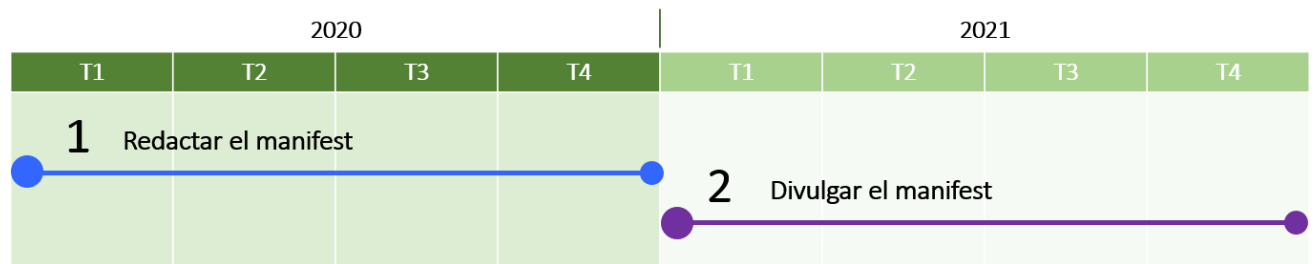 2020 2021
T1 T2 T3 T4 T1 T2 T3 T4
1 Redactar el manifest
2 Divulgar el manifest